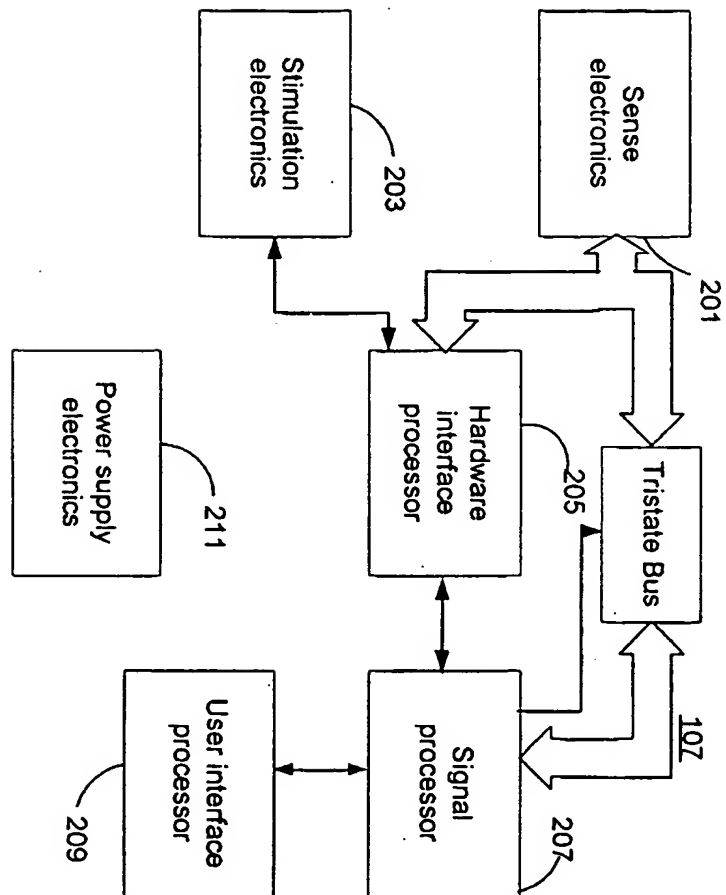 Sense
electronics
201
Tristate Bus
107
Stimulation
electronics
203
Hardware
interface
processor
205
Signal
processor
207
Power supply
electronics
211
User interface
processor
209